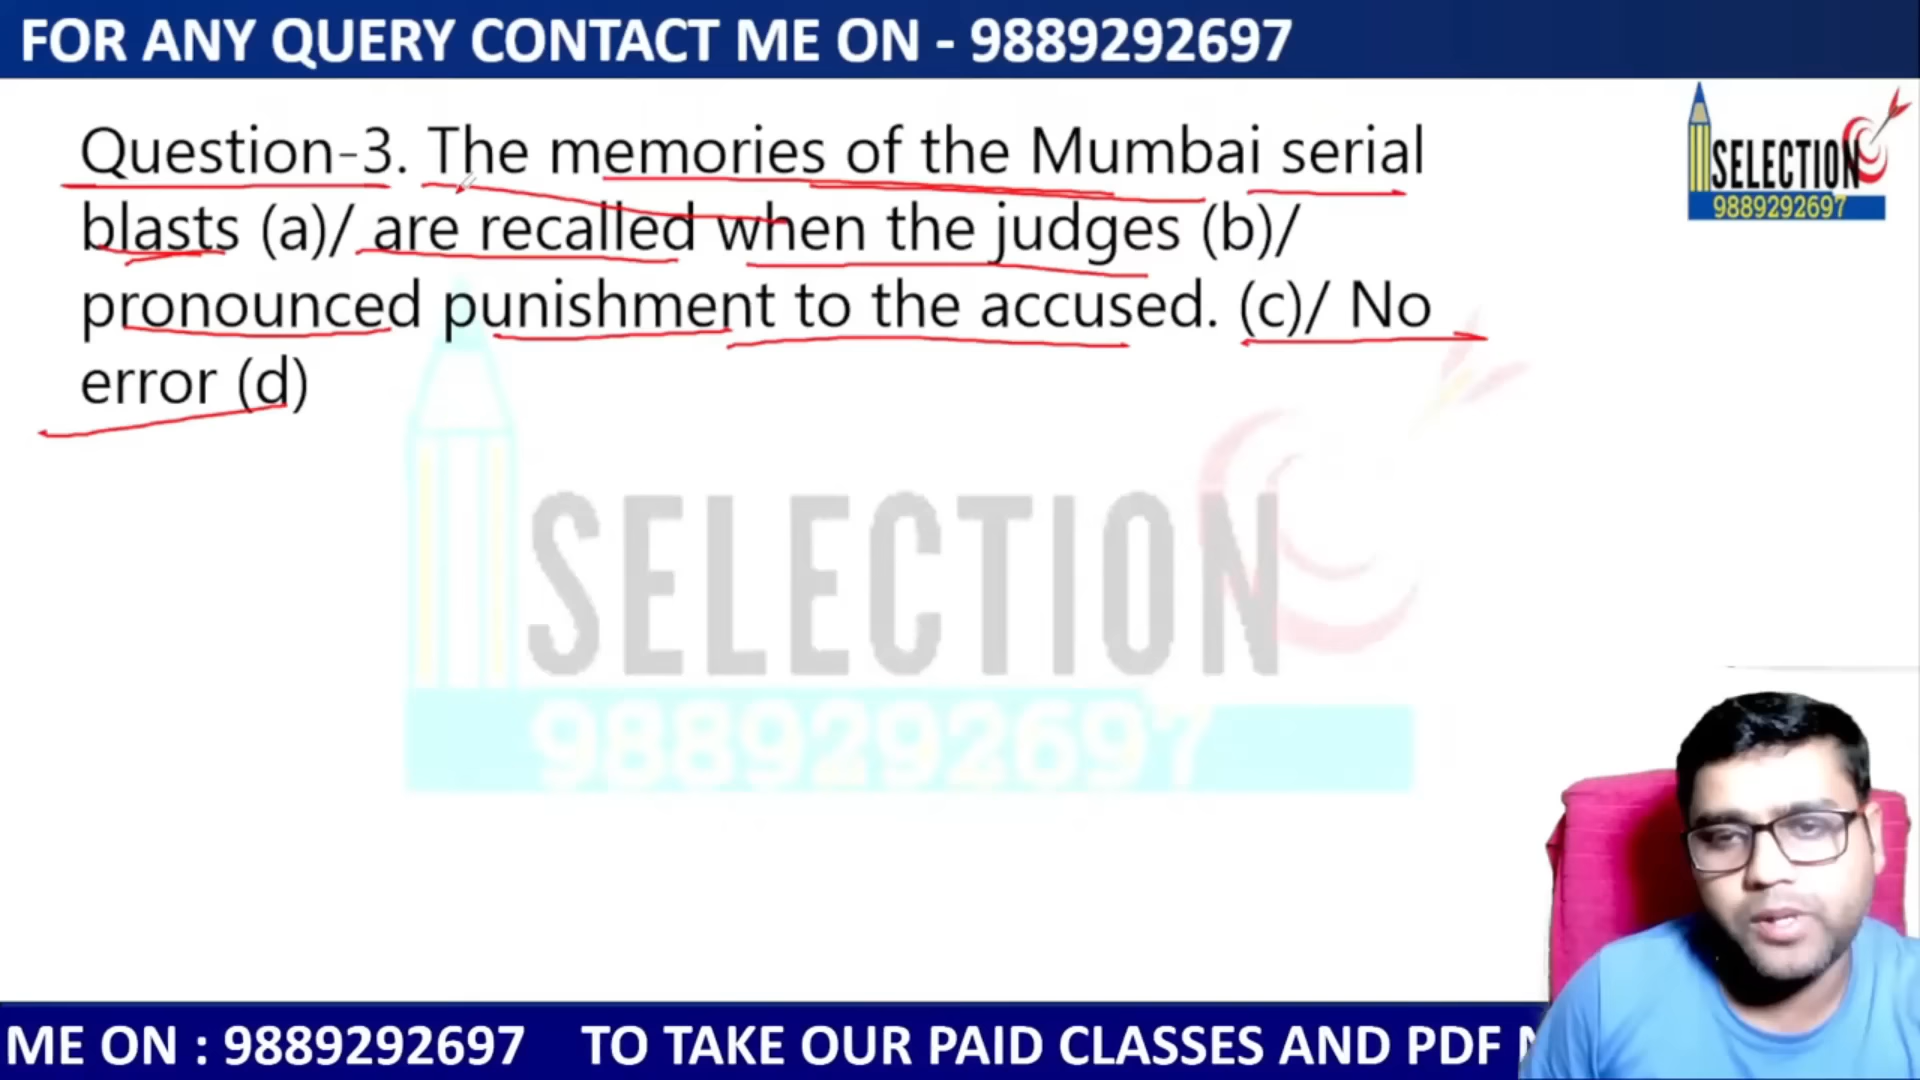 FOR ANY QUERY CONTACT ME ON - 9889292697
SELECTION
9889292697
Question-3. The memories of the Mumbai serial
blasts (a)/ are recalled when the judges (b)/
pronounced punishment to the accused. (c)/ No
error (d)
SELECTION
9889292697
ME ON : 9889292697 TO TAKE OUR PAID CLASSES AND PDF